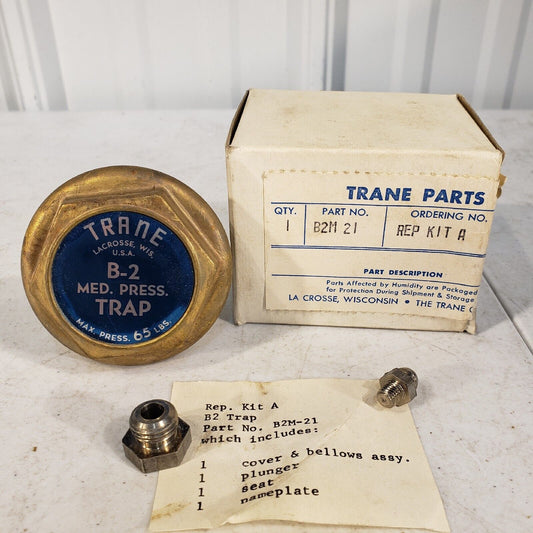 TRANE
LACROSSE, WIS.
U.S.A.
B-2
MED. PRESS.
TRAP
MAX. PRESS. 65 LBS.
TRANE PARTS
QTY. PART NO. ORDERING NO.
1 B2M 21 REP KIT A
PART DESCRIPTION
Parts Affected by Humidity are Packaged
for Protection During Shipment & Storage
LA CROSSE, WISCONSIN • THE TRANE C
Rep. Kit A
B2 Trap
Part No. B2M-21
which includes:
1 cover & bellows assy.
1 plunger
1 seat
1 nameplate